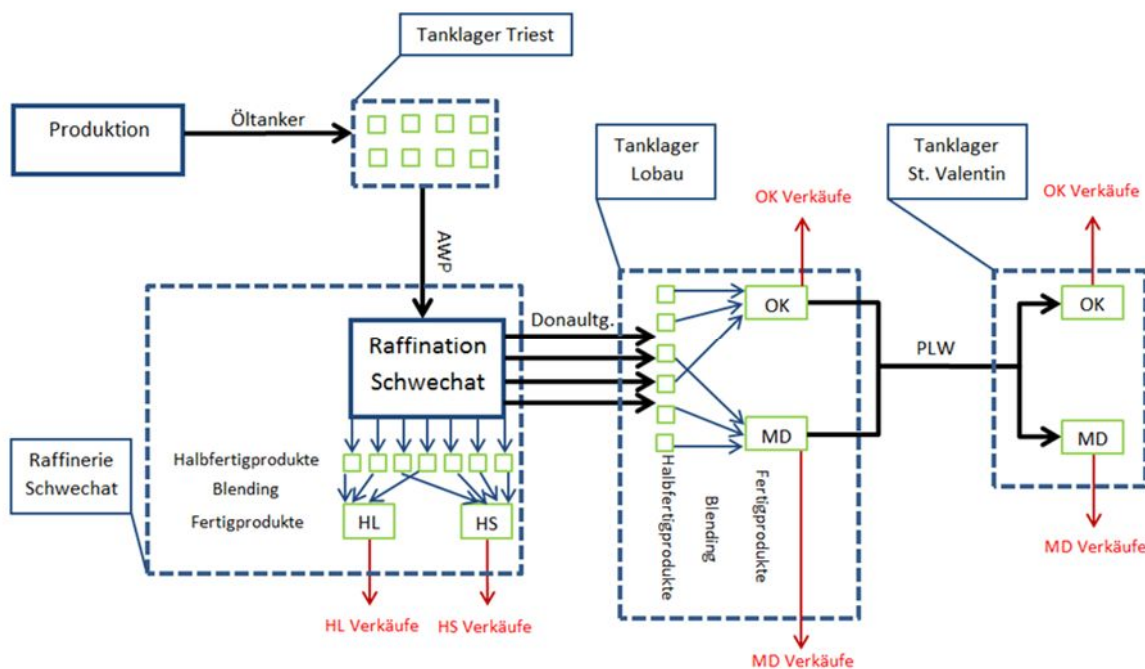 Tanklager Triest
Produktion
Öltanker
Tanklager
Lobau
Tanklager
St. Valentin
OK Verkäufe
OK Verkäufe
AWP
Donaultg.
OK
OK
PLW
Raffination
Schwechat
MD
MD
Raffinerie
Schwechat
Halbfertigprodukte
Blending
Fertigprodukte
HL
HS
Halbfertigprodukte
Blending
Fertigprodukte
MD Verkäufe
HL Verkäufe
HS Verkäufe
MD Verkäufe